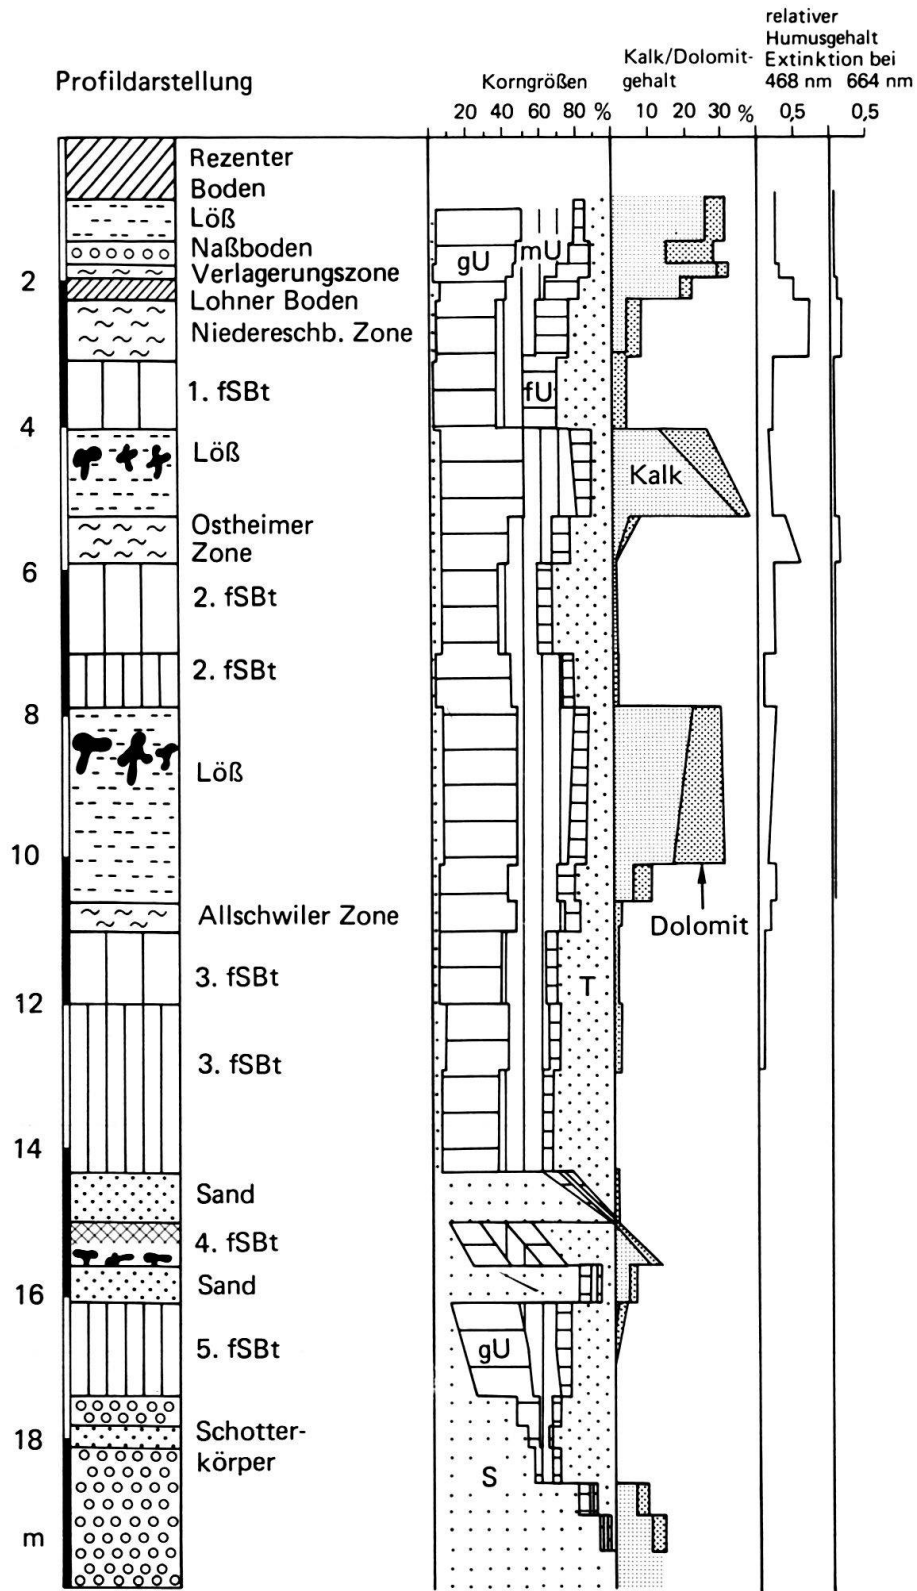 relativer
Humusgehalt
Kalk/Dolomit-
gehalt
Extinktion bei
468 nm 664 nm
Profildarstellung
Korngrößen
20 40 60 80 %
10 20 30 %
0,5
0,5
Rezenter
Boden
Löß
Naßboden
Verlagerungszone
Lohner Boden
Niedereschb. Zone
1. fSBt
Löß
Ostheimer
Zone
2. fSBt
2. fSBt
Löß
Allschwiler Zone
3. fSBt
3. fSBt
Sand
4. fSBt
Sand
5. fSBt
Schotter-
körper
2
4
6
8
10
12
14
16
18
m
gU
mU
fU
T
gU
S
Kalk
Dolomit